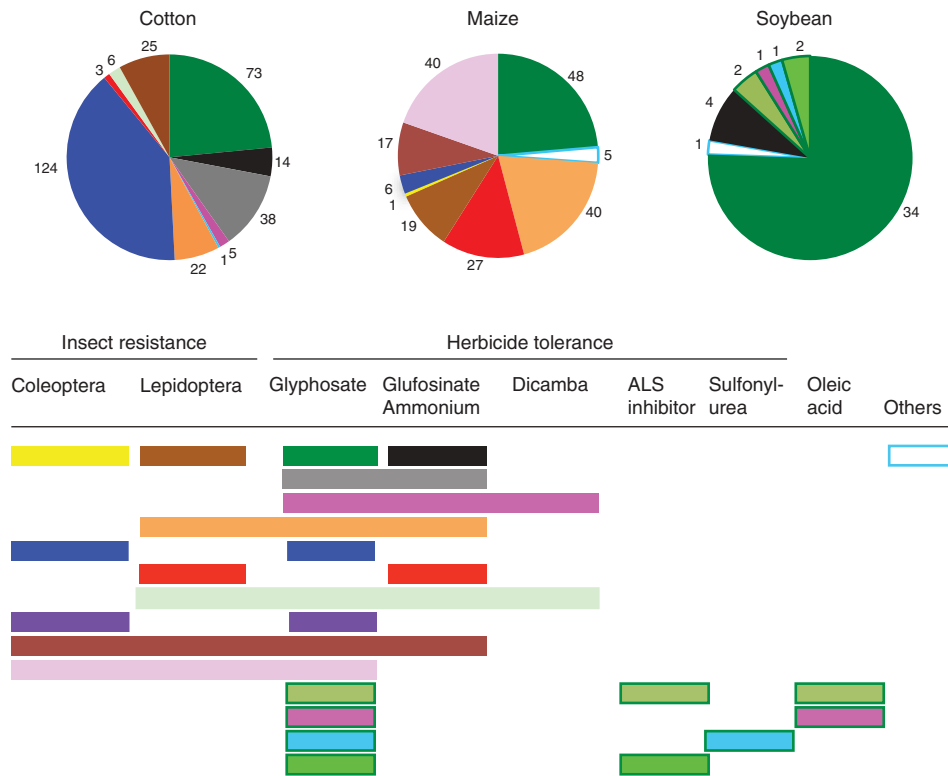 Cotton
Maize
Soybean
25
6
3
73
14
38
5
1
22
124
40
48
5
40
27
19
1
6
17
2
1
1
2
4
1
34
Insect resistance
Herbicide tolerance
Coleoptera
Lepidoptera
Glyphosate
Glufosinate
Ammonium
Dicamba
ALS
inhibitor
Sulfonyl-
urea
Oleic
acid
Others